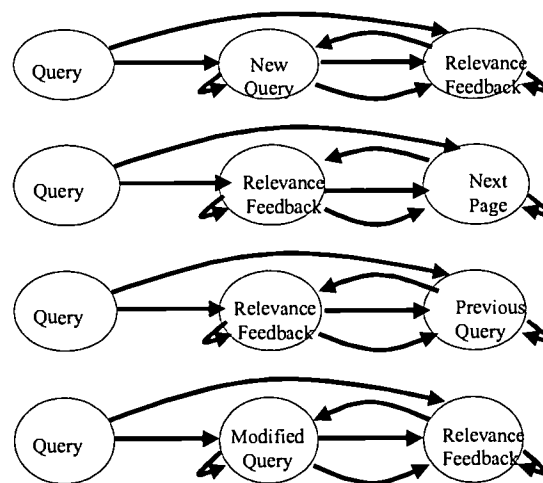 Query
New
Query
Relevance
Feedback
Query
Relevance
Feedback
Next
Page
Query
Relevance
Feedback
Previous
Query
Query
Modified
Query
Relevance
Feedback